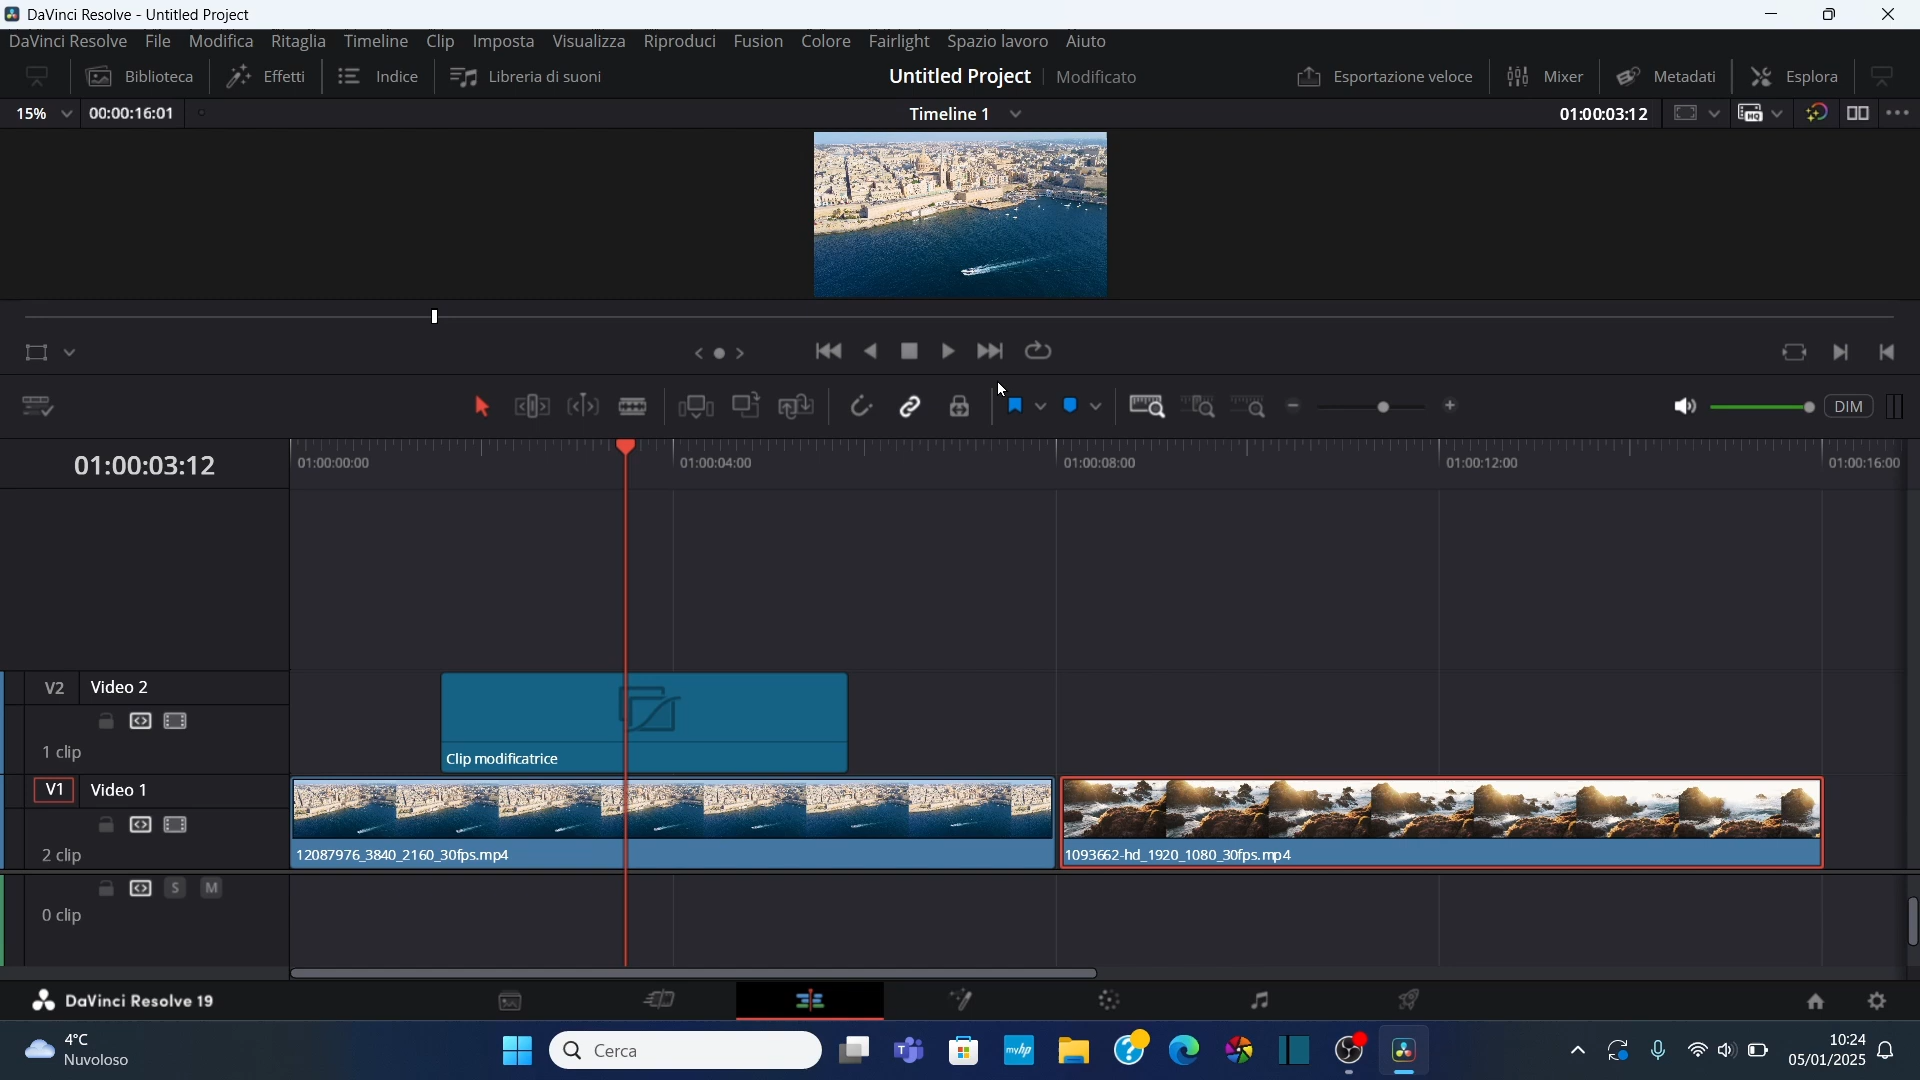 DaVinci Resolve - Untitled Project
DaVinci Resolve File Modifica Ritaglia Timeline Clip Imposta Visualizza Riproduci Fusion Colore Fairlight Spazio lavoro Aiuto
Biblioteca Effetti Indice Libreria di suoni Untitled Project Modificato Esportazione veloce Mixer Metadati Esplora
15% 00:00:16:01 Timeline 1 01:00:03:12 HQ
DIM
01:00:03:12 01:00:00:00 01:00:04:00 01:00:08:00 01:00:12:00 01:00:16:00
V2 Video 2
1 clip
Clip modificatrice
V1 Video 1
2 clip
12087976_3840_2160_30fps.mp4 1093662-hd_1920_1080_30fps.mp4
S M
0 clip
DaVinci Resolve 19
4°C
Nuvoloso
Cerca
myhp
10:24
05/01/2025